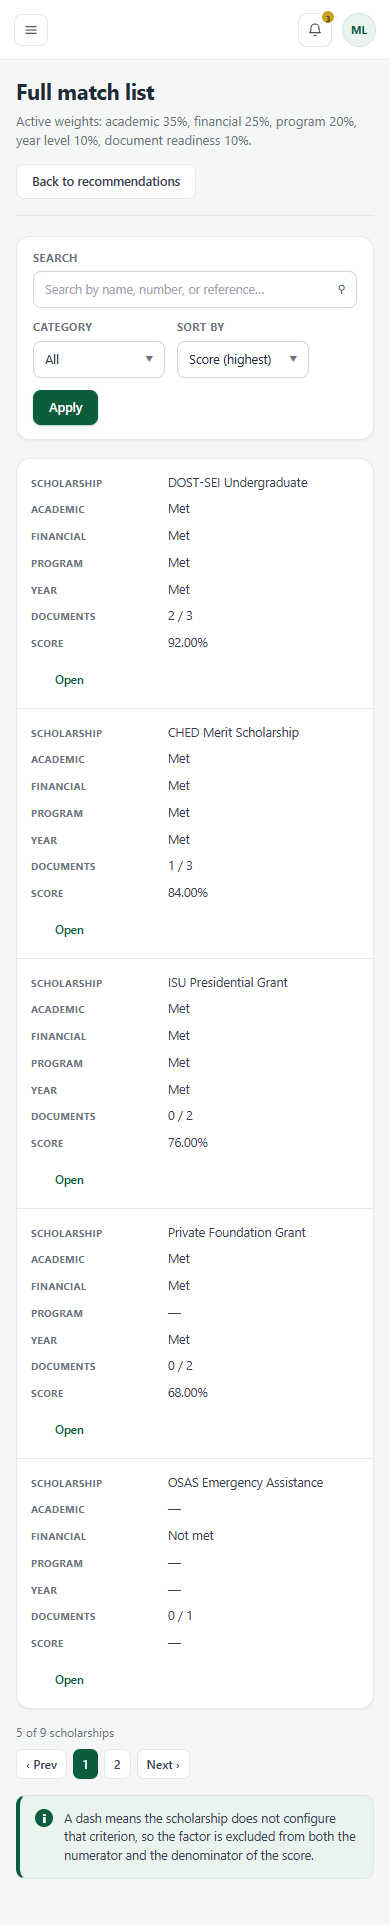 3
ML
Full match list
Active weights: academic 35%, financial 25%, program 20%,
year level 10%, document readiness 10%.
Back to recommendations
SEARCH
Search by name, number, or reference...
CATEGORY SORT BY
All Score (highest)
Apply
SCHOLARSHIP DOST-SEI Undergraduate
ACADEMIC Met
FINANCIAL Met
PROGRAM Met
YEAR Met
DOCUMENTS 2 / 3
SCORE 92.00%
Open
SCHOLARSHIP CHED Merit Scholarship
ACADEMIC Met
FINANCIAL Met
PROGRAM Met
YEAR Met
DOCUMENTS 1 / 3
SCORE 84.00%
Open
SCHOLARSHIP ISU Presidential Grant
ACADEMIC Met
FINANCIAL Met
PROGRAM Met
YEAR Met
DOCUMENTS 0 / 2
SCORE 76.00%
Open
SCHOLARSHIP Private Foundation Grant
ACADEMIC Met
FINANCIAL Met
PROGRAM —
YEAR Met
DOCUMENTS 0 / 2
SCORE 68.00%
Open
SCHOLARSHIP OSAS Emergency Assistance
ACADEMIC —
FINANCIAL Not met
PROGRAM —
YEAR —
DOCUMENTS 0 / 1
SCORE —
Open
5 of 9 scholarships
‹ Prev 1 2 Next ›
A dash means the scholarship does not configure
that criterion, so the factor is excluded from both the
numerator and the denominator of the score.